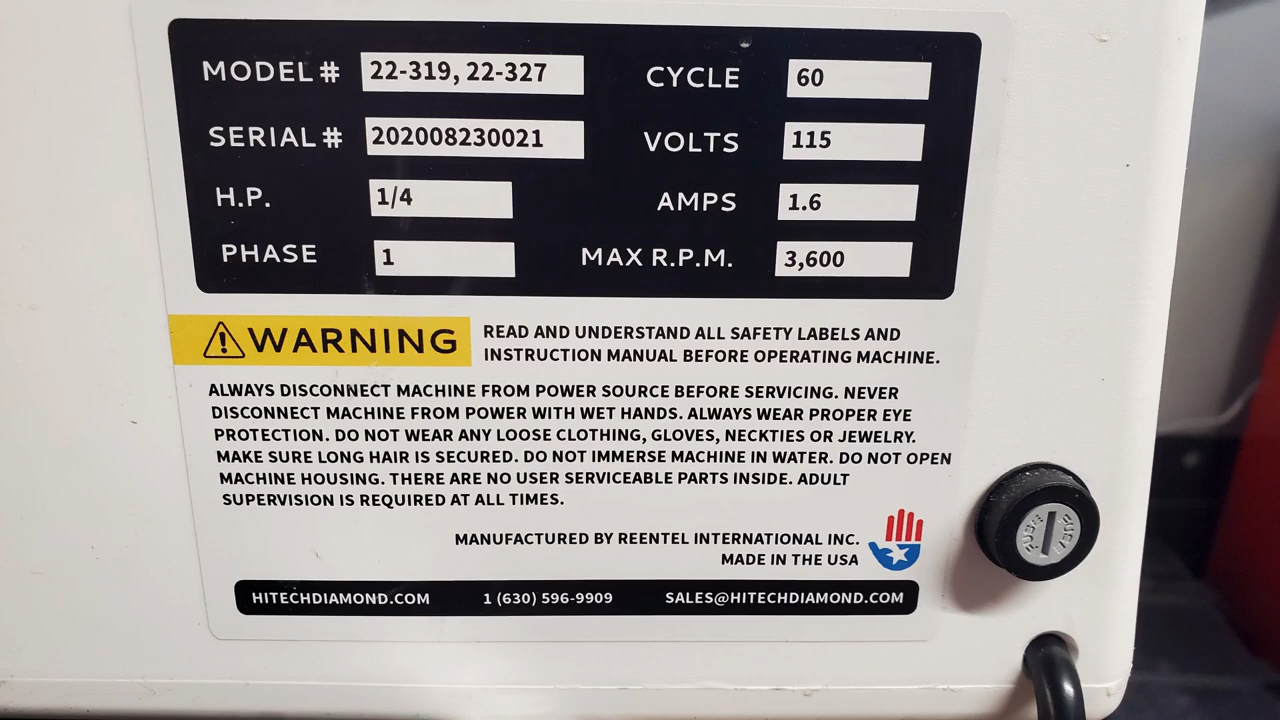 MODEL # 22-319, 22-327 CYCLE 60
SERIAL # 202008230021 VOLTS 115
H.P. 1/4 AMPS 1.6
PHASE 1 MAX R.P.M. 3,600
WARNING
READ AND UNDERSTAND ALL SAFETY LABELS AND
INSTRUCTION MANUAL BEFORE OPERATING MACHINE.
ALWAYS DISCONNECT MACHINE FROM POWER SOURCE BEFORE SERVICING. NEVER
DISCONNECT MACHINE FROM POWER WITH WET HANDS. ALWAYS WEAR PROPER EYE
PROTECTION. DO NOT WEAR ANY LOOSE CLOTHING, GLOVES, NECKTIES OR JEWELRY.
MAKE SURE LONG HAIR IS SECURED. DO NOT IMMERSE MACHINE IN WATER. DO NOT OPEN
MACHINE HOUSING. THERE ARE NO USER SERVICEABLE PARTS INSIDE. ADULT
SUPERVISION IS REQUIRED AT ALL TIMES.
MANUFACTURED BY REENTEL INTERNATIONAL INC.
MADE IN THE USA
HITECHDIAMOND.COM 1 (630) 596-9909 SALES@HITECHDIAMOND.COM
FUSE FUSE